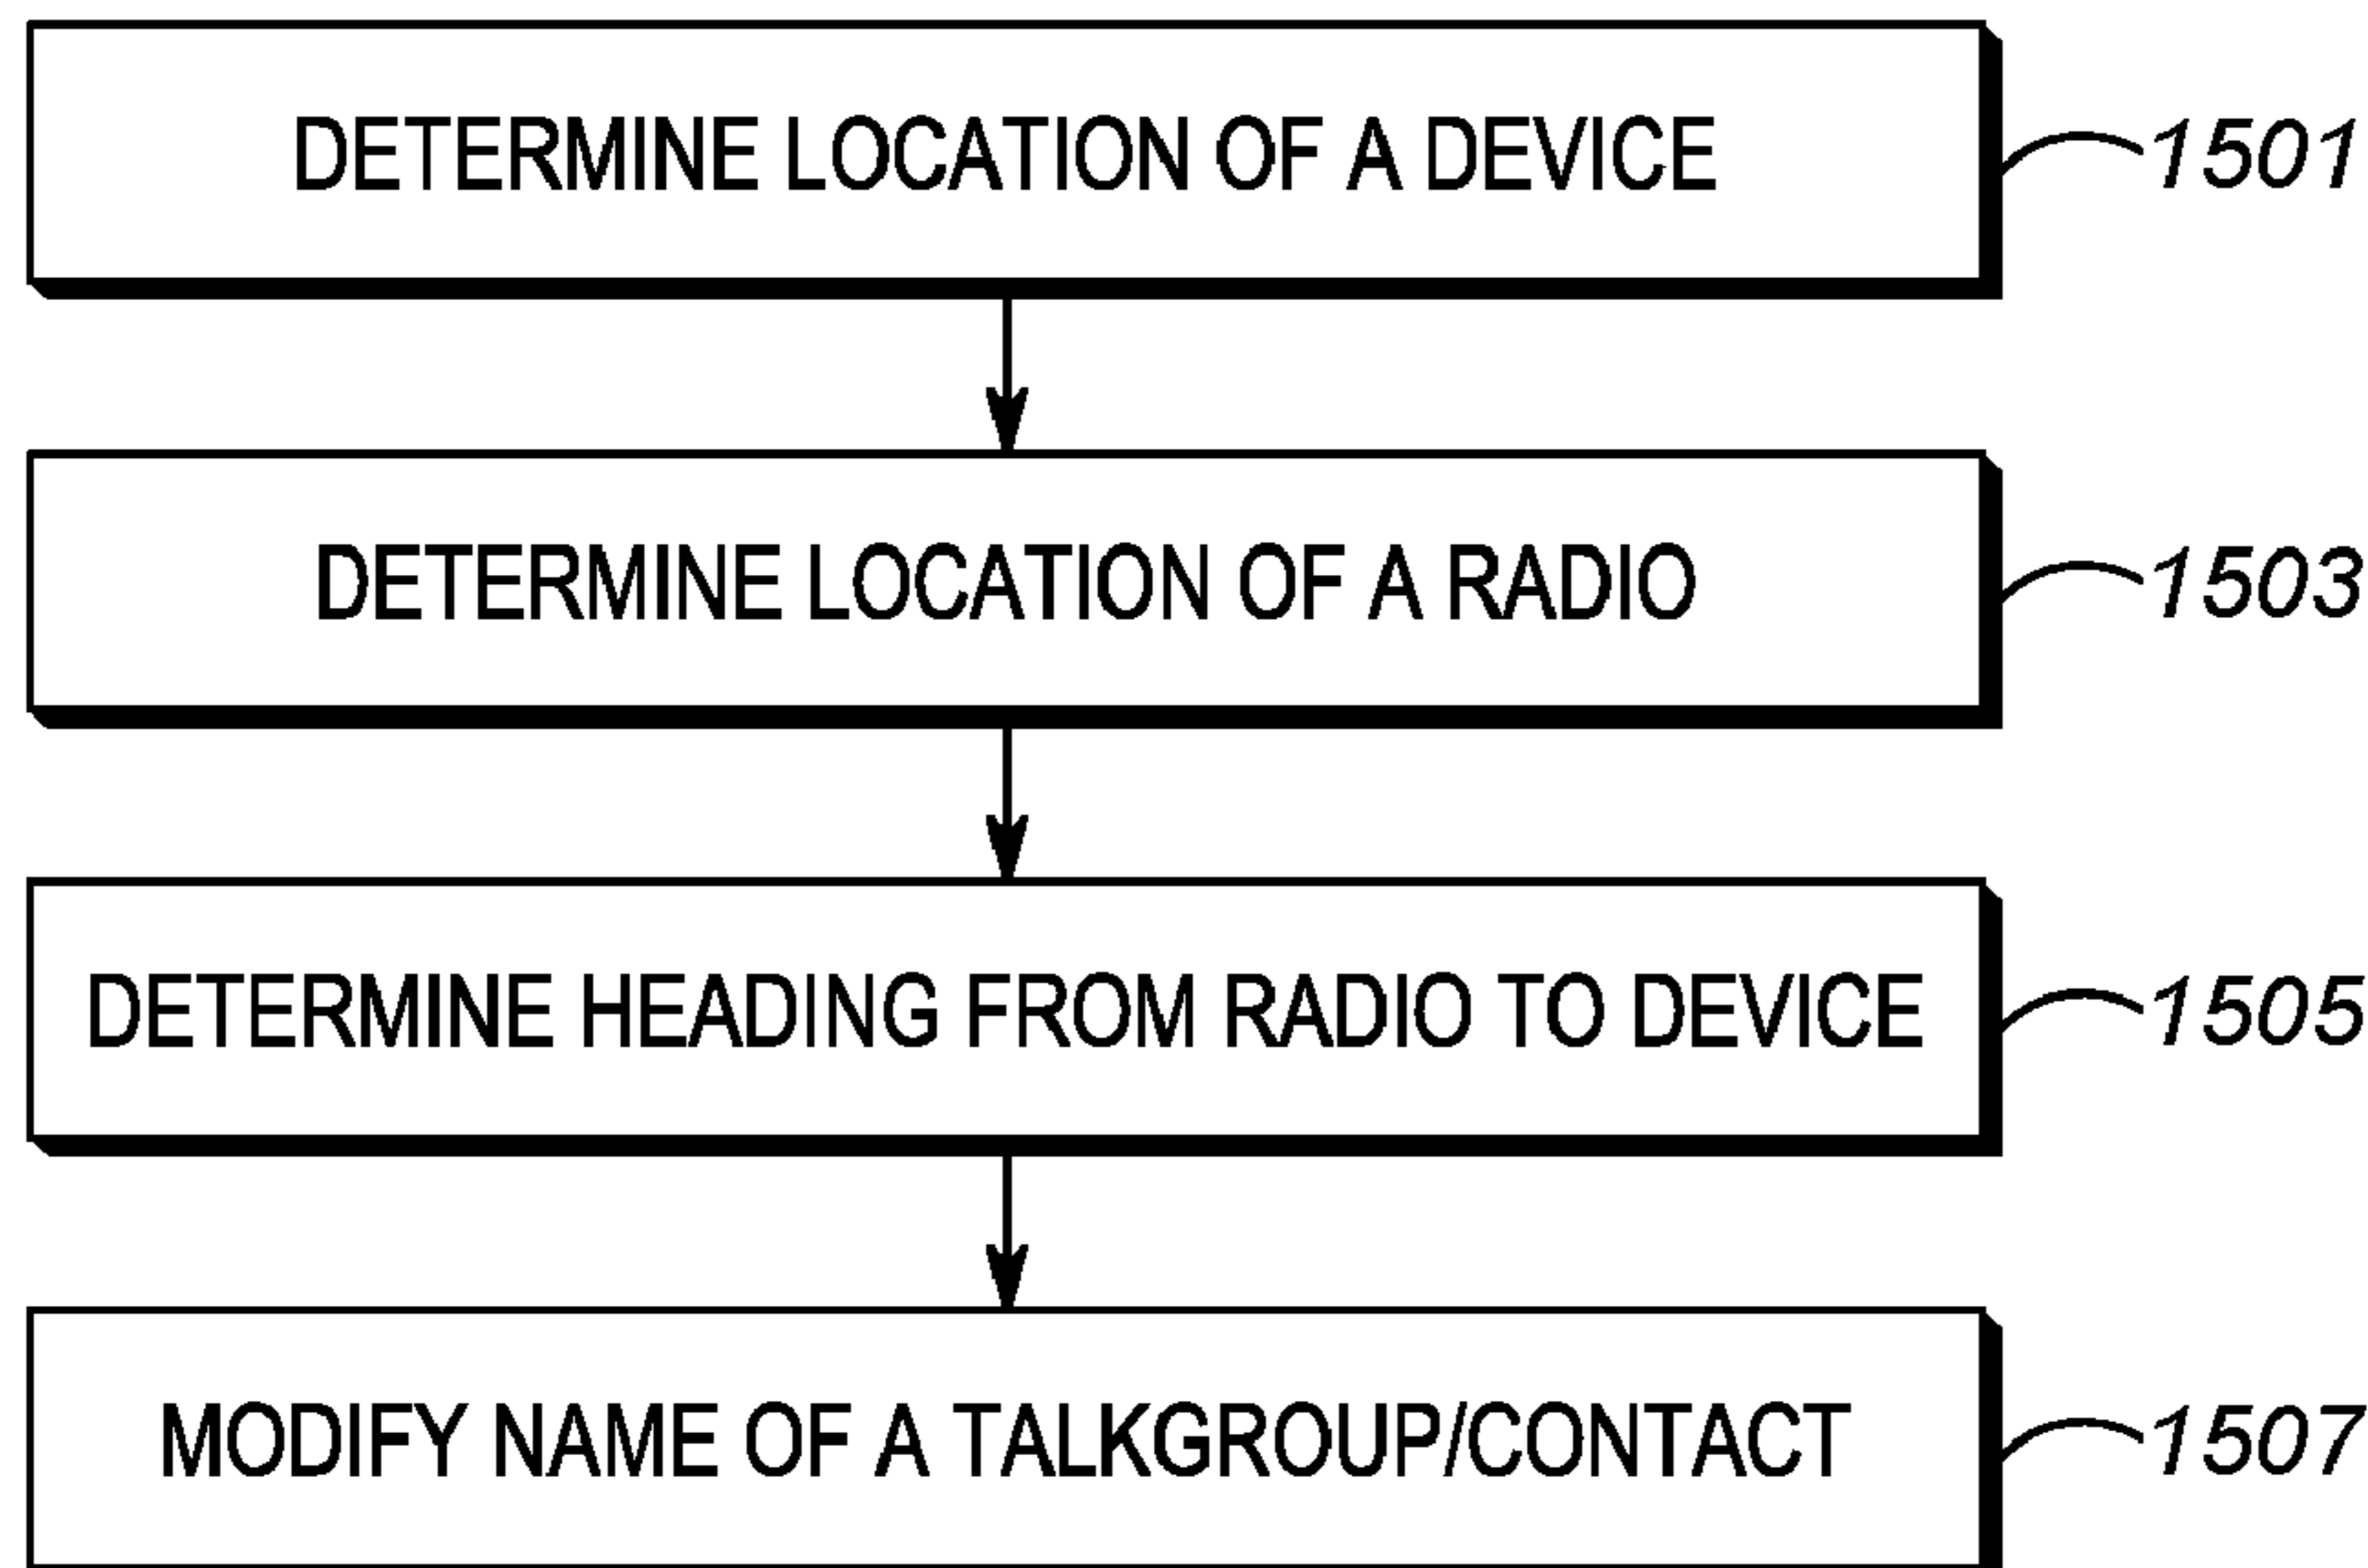 DETERMINE LOCATION OF A DEVICE 1501
DETERMINE LOCATION OF A RADIO 1503
DETERMINE HEADING FROM RADIO TO DEVICE 1505
MODIFY NAME OF A TALKGROUP/CONTACT 1507